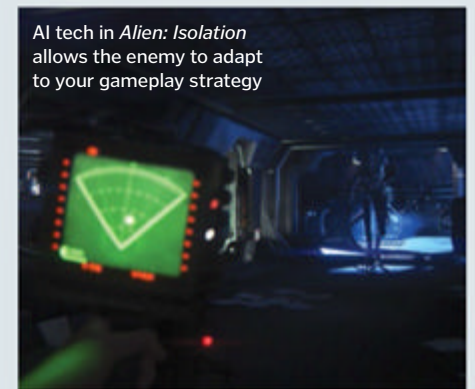 AI tech in Alien: Isolation
allows the enemy to adapt
to your gameplay strategy